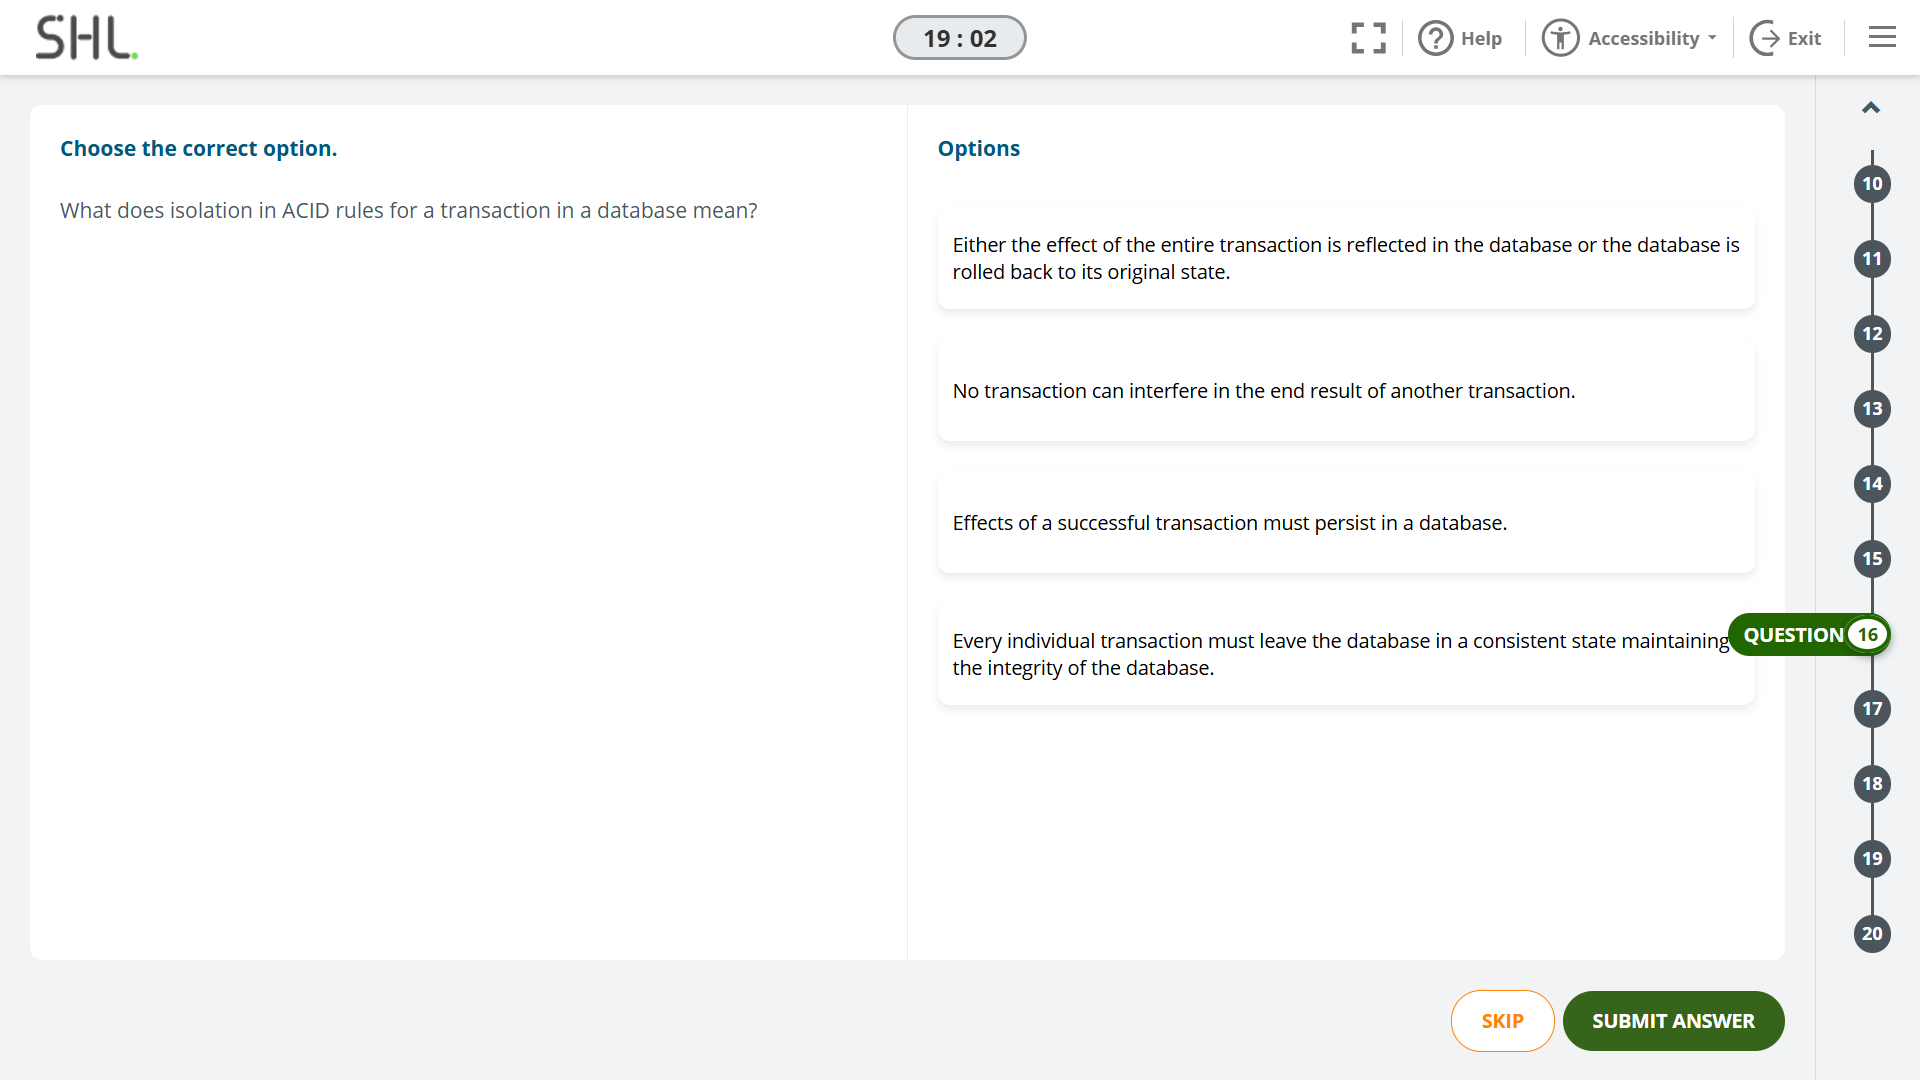 SHL.
19 : 02
Help
Accessibility
Exit
Choose the correct option.
What does isolation in ACID rules for a transaction in a database mean?
Options
Either the effect of the entire transaction is reflected in the database or the database is
rolled back to its original state.
No transaction can interfere in the end result of another transaction.
Effects of a successful transaction must persist in a database.
Every individual transaction must leave the database in a consistent state maintaining
the integrity of the database.
10
11
12
13
14
15
QUESTION 16
17
18
19
20
SKIP
SUBMIT ANSWER